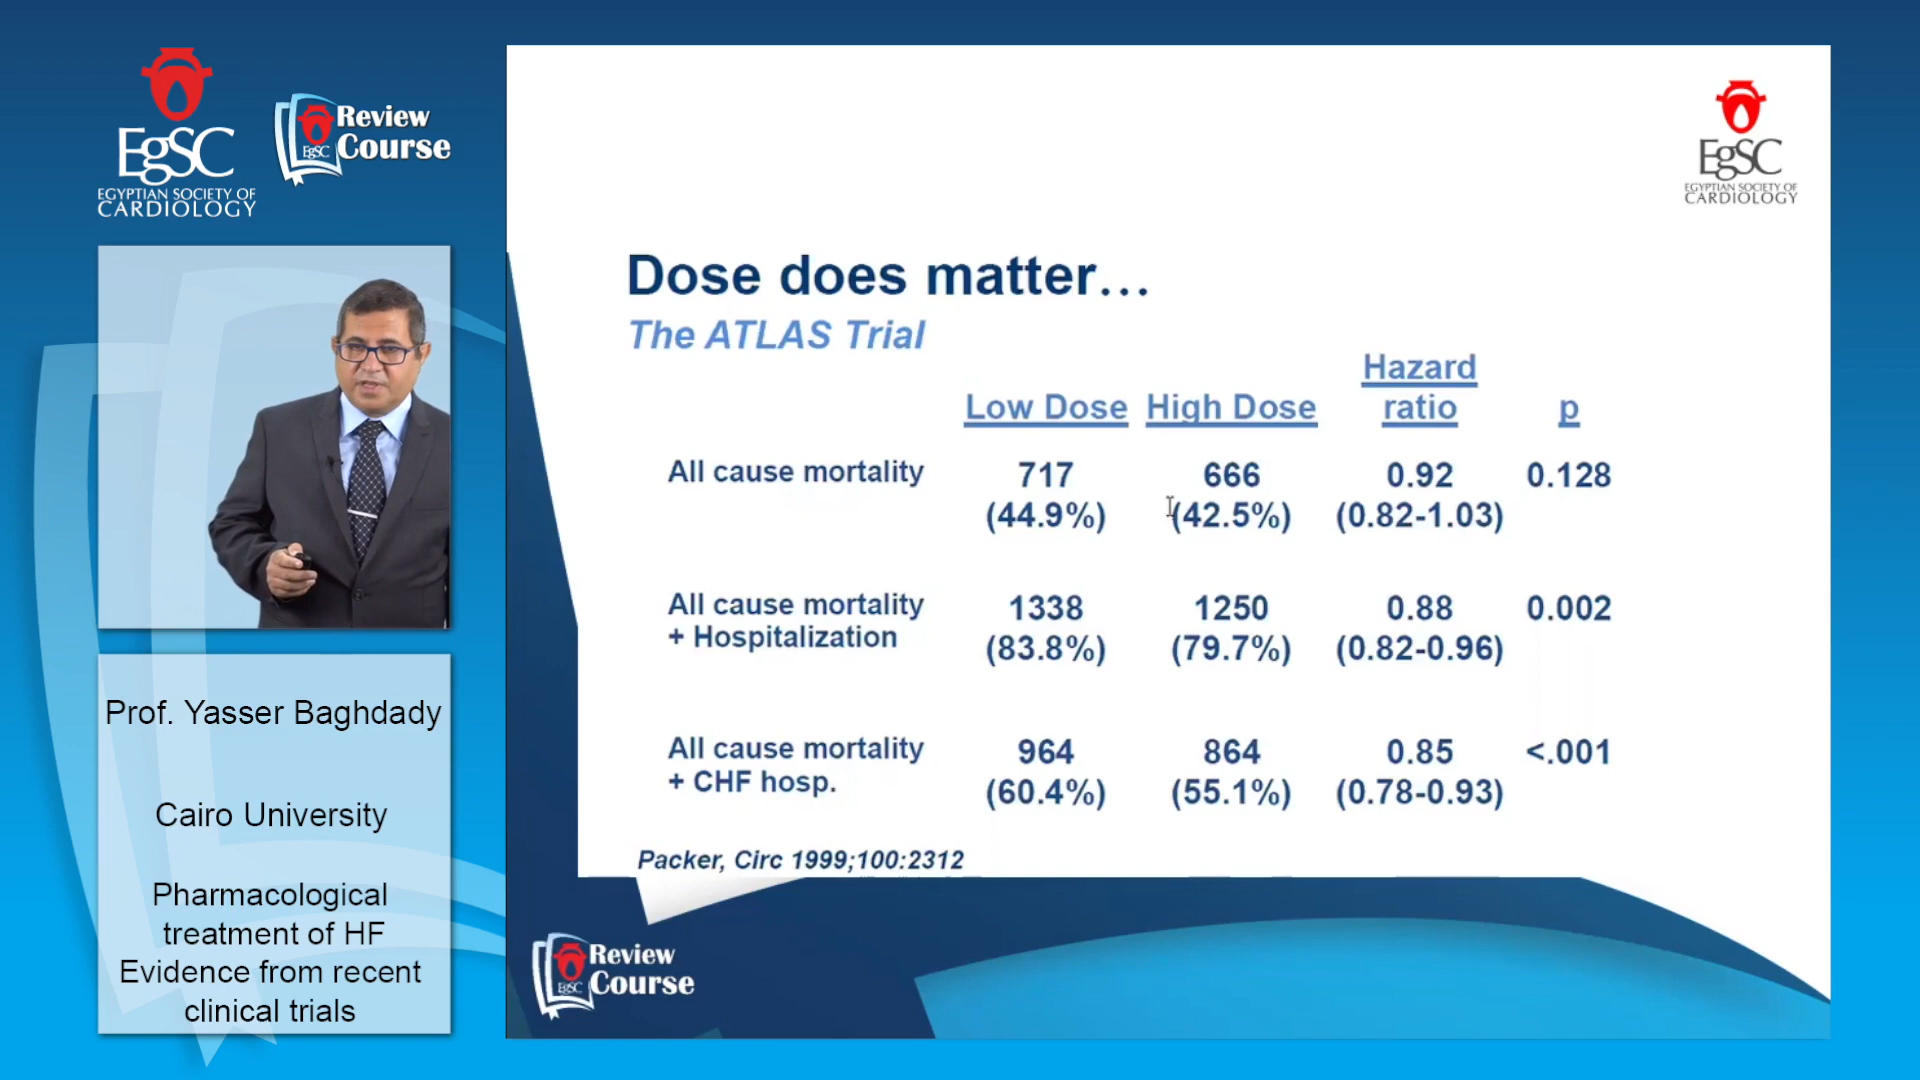 EgSC
EGYPTIAN SOCIETY OF
CARDIOLOGY
Review
Course
EgSC
EgSC
EGYPTIAN SOCIETY OF
CARDIOLOGY
Prof. Yasser Baghdady
Cairo University
Pharmacological
treatment of HF
Evidence from recent
clinical trials
Dose does matter…
The ATLAS Trial
Low Dose High Dose Hazard ratio p
All cause mortality 717 666 0.92 0.128
(44.9%) (42.5%) (0.82-1.03)
All cause mortality 1338 1250 0.88 0.002
+ Hospitalization (83.8%) (79.7%) (0.82-0.96)
All cause mortality 964 864 0.85 <.001
+ CHF hosp. (60.4%) (55.1%) (0.78-0.93)
Packer, Circ 1999;100:2312
Review
Course
EgSC